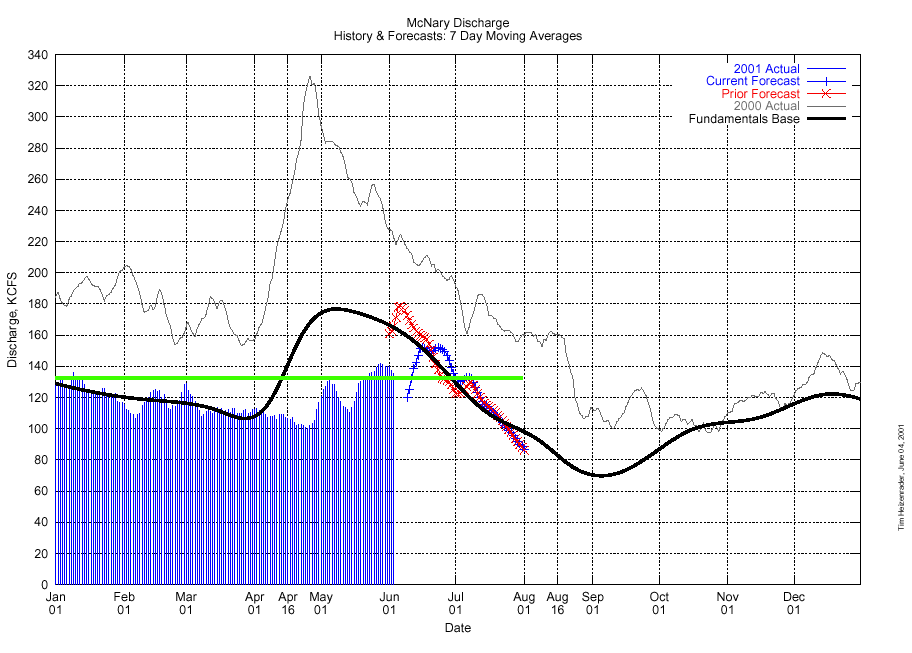 McNary Discharge
History & Forecasts: 7 Day Moving Averages
340
320
300
280
260
240
220
200
180
160
140
120
100
80
60
40
20
0
Discharge, KCFS
2001 Actual
Current Forecast
Prior Forecast
2000 Actual
Fundamentals Base
Jan Feb Mar Apr Apr May Jun Jul Aug Aug Sep Oct Nov Dec
01 01 01 01 16 01 01 01 01 16 01 01 01 01
Date
Tim Heizenrader, June 04, 2001